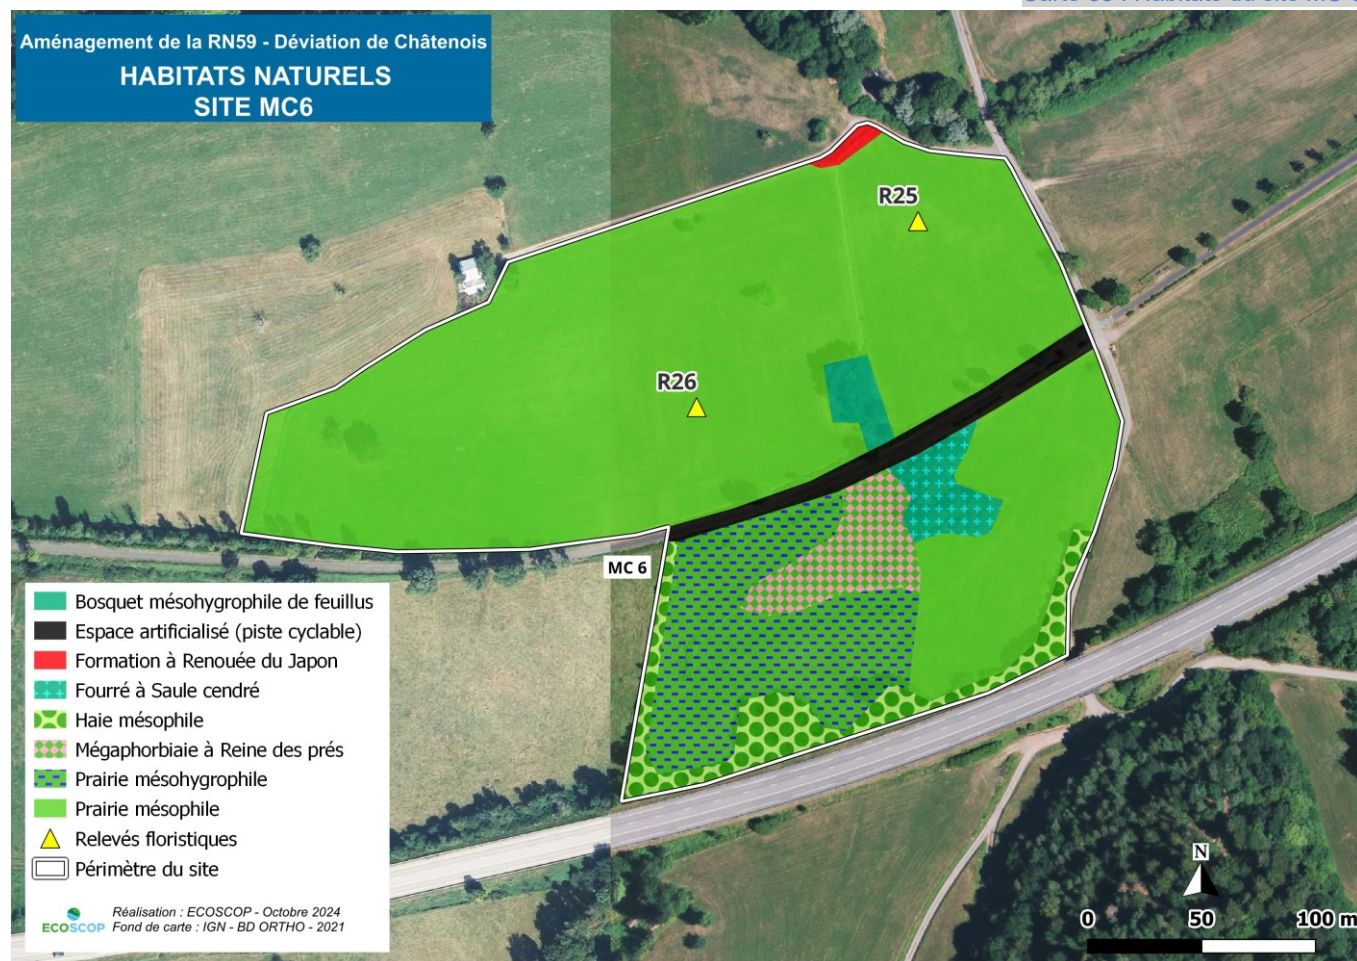 Aménagement de la RN59 - Déviation de Châtenois
HABITATS NATURELS
SITE MC6
R25
R26
MC 6
Bosquet mésohygrophile de feuillus
Espace artificialisé (piste cyclable)
Formation à Renouée du Japon
Fourré à Saule cendré
Haie mésophile
Mégaphorbiaie à Reine des prés
Prairie mésohygrophile
Prairie mésophile
Relevés floristiques
Périmètre du site
ECOSCOP
Réalisation : ECOSCOP - Octobre 2024
Fond de carte : IGN - BD ORTHO - 2021
N
0 50 100 m